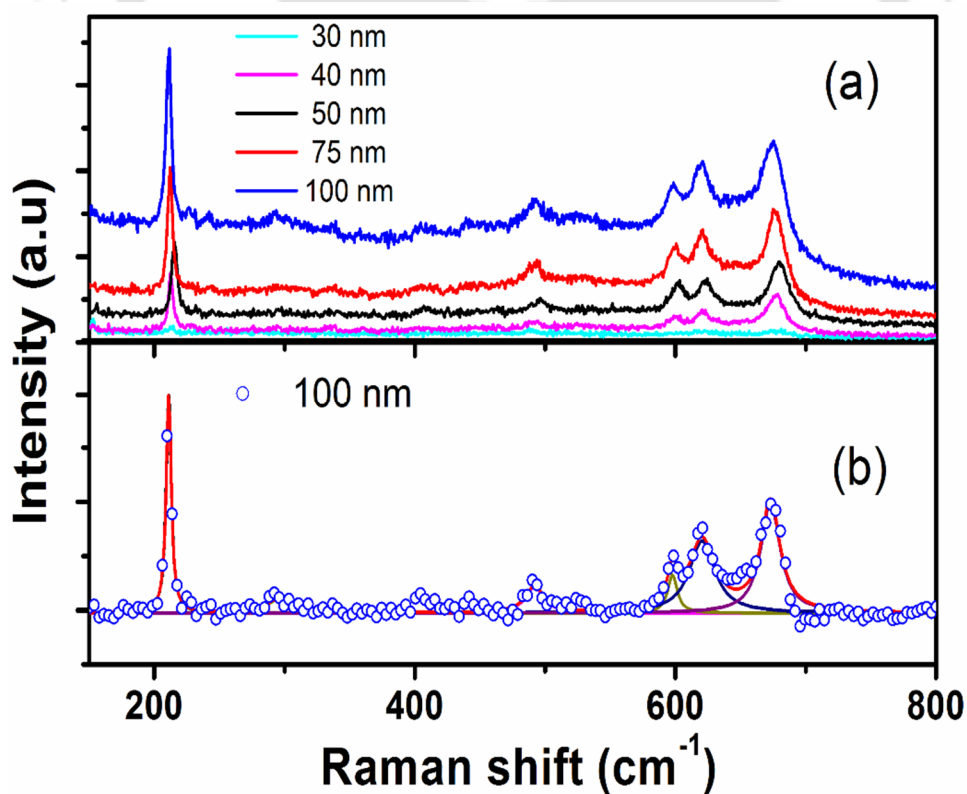 30 nm
40 nm
50 nm
75 nm
100 nm
(a)
Intensity (a.u)
100 nm
(b)
200 400 600 800
Raman shift (cm⁻¹)